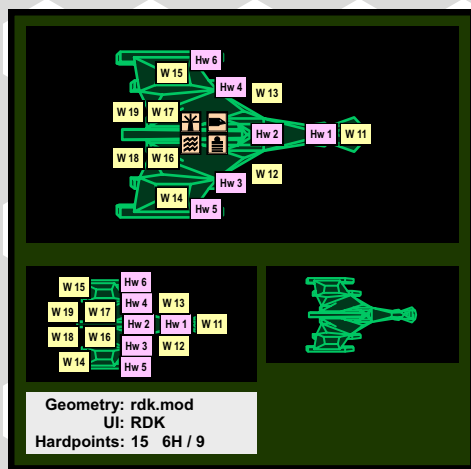 Hw 6
W 15
Hw 4
W 13
W 19
W 17
Hw 2
Hw 1
W 11
W 18
W 16
W 12
Hw 3
W 14
Hw 5
Hw 6
W 15
Hw 4
W 13
W 19
W 17
Hw 2
Hw 1
W 11
W 18
W 16
Hw 3
W 12
W 14
Hw 5
Geometry: rdk.mod
UI: RDK
Hardpoints: 15 6H / 9